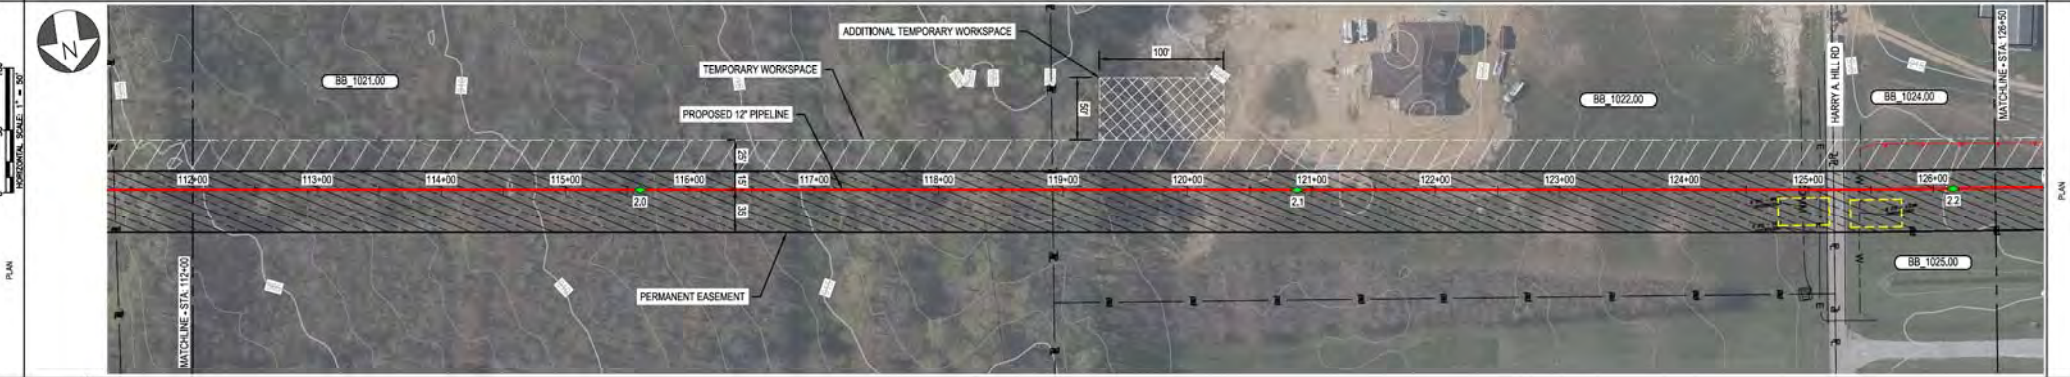 N
HORIZONTAL SCALE: 1" = 50'
PLAN
MATCHLINE - STA: 112+00
BB_1021.00
ADDITIONAL TEMPORARY WORKSPACE
TEMPORARY WORKSPACE
PROPOSED 12" PIPELINE
PERMANENT EASEMENT
100'
50'
25'
15'
35'
112+00
113+00
114+00
115+00
116+00
117+00
118+00
119+00
120+00
121+00
122+00
123+00
124+00
125+00
126+00
2.0
2.1
2.2
BB_1022.00
HARRY A. HILL RD
BB_1024.00
BB_1025.00
MATCHLINE - STA: 126+50
W
W
E
E
PLAN